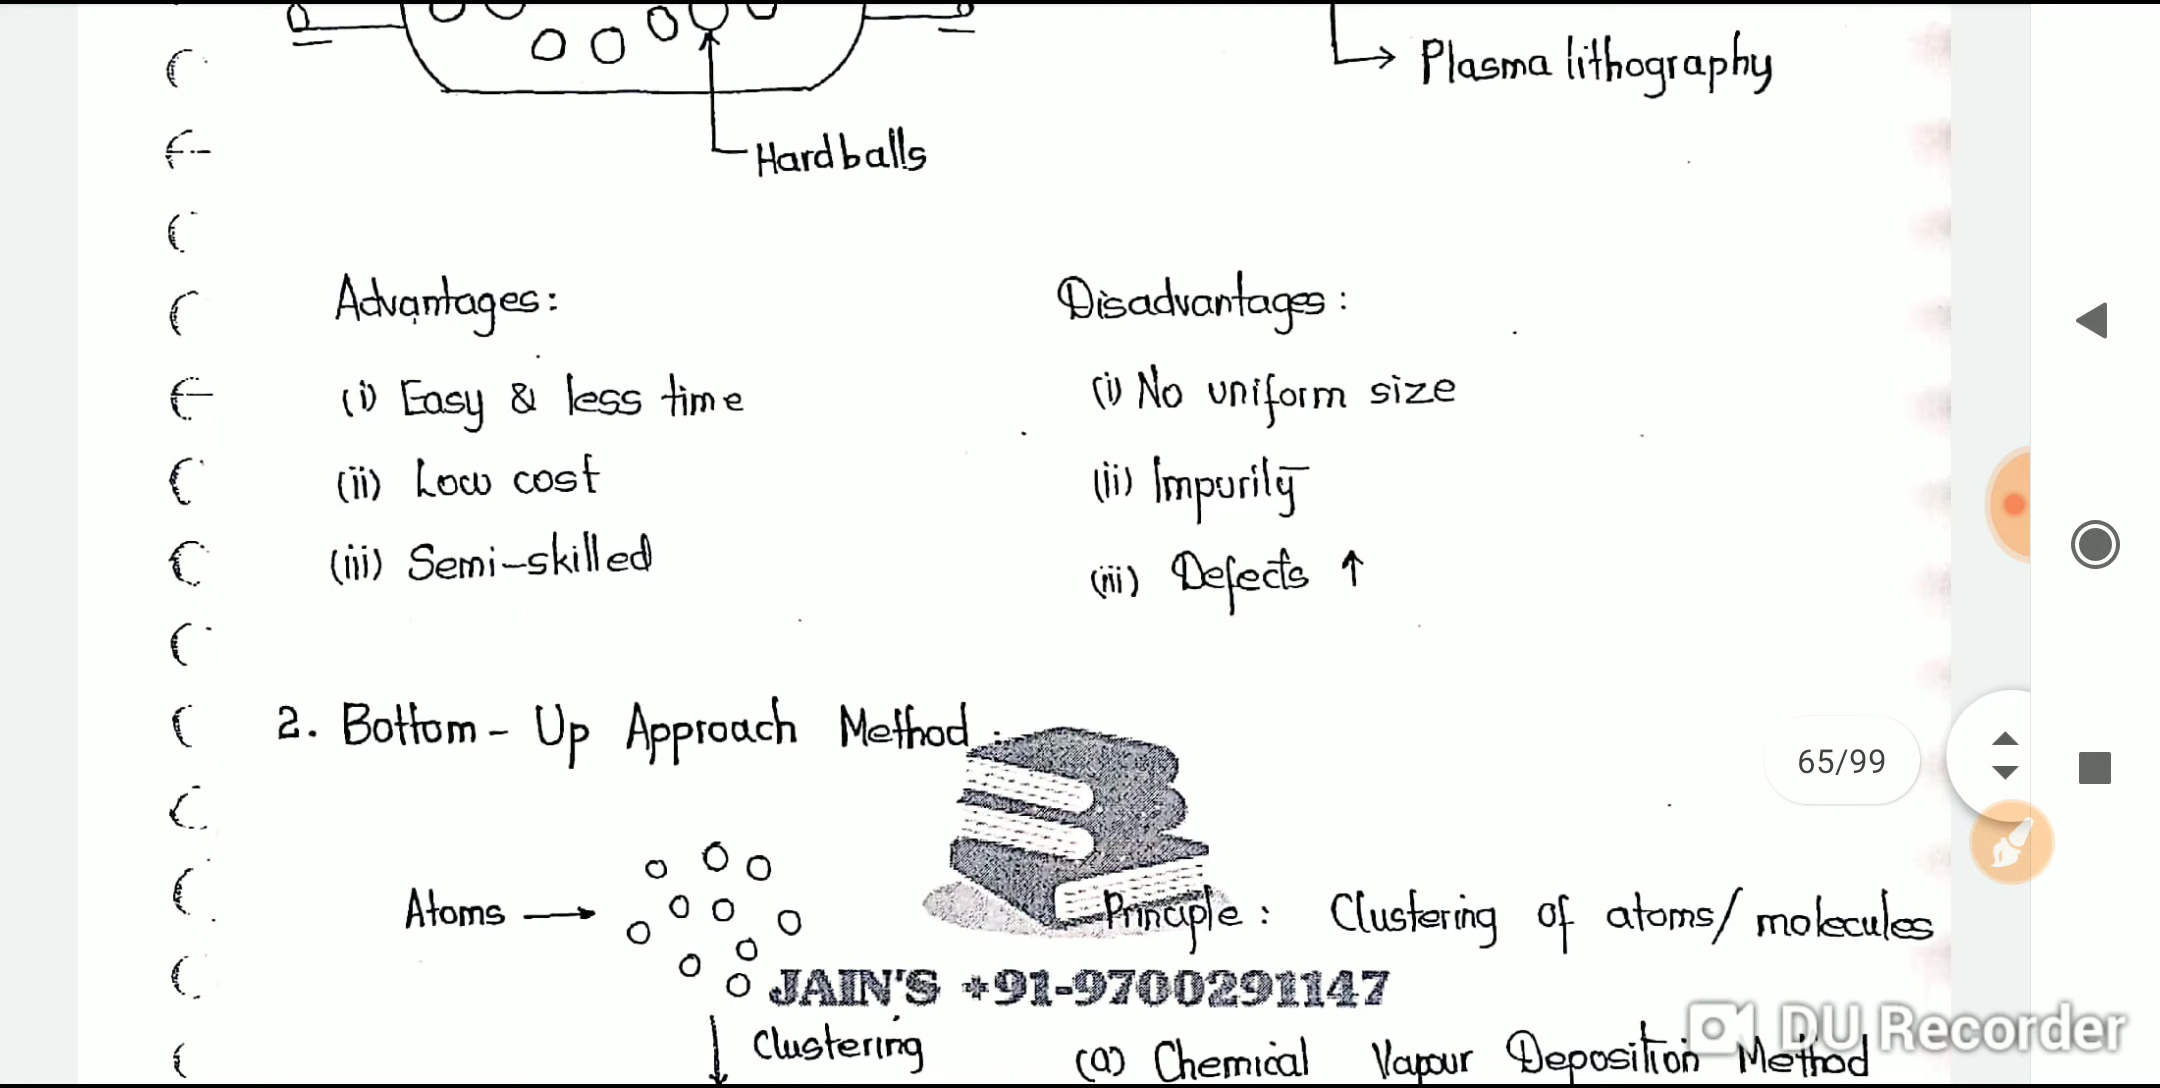 Plasma lithography
Hard balls
Advantages:
Disadvantages:
(i) Easy & less time
(i) No uniform size
(ii) Low cost
(ii) Impurity
(iii) Semi-skilled
(iii) Defects ↑
2. Bottom-Up Approach Method:
65/99
Atoms →
Principle: Clustering of atoms/molecules
JAIN'S +91-9700291147
Clustering
DU Recorder
(a) Chemical Vapour Deposition Method